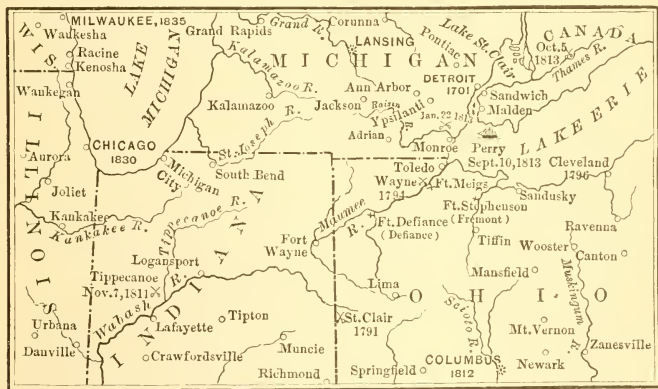 MILWAUKEE, 1835
WIS.
Waukesha
Racine
Kenosha
Waukegan
LAKE MICHIGAN
Grand Rapids
Grand R.
Corunna
LANSING
Pontiac
Lake St. Clair
Oct. 5
1813
CANADA
Thames R.
MICHIGAN
Kalamazoo R.
DETROIT
1701
Ann Arbor
Kalamazoo
Jackson
Raisin
R.
Ypsilanti
Sandwich
Malden
Jan. 22 1813
Adrian
Monroe
Perry
Sept. 10, 1813
LAKE ERIE
ILLINOIS
Aurora
CHICAGO
1830
Joliet
Kankakee
Kankakee R.
Michigan
City
St. Joseph
R.
South Bend
Toledo
Wayne
1794
Ft. Meigs
Cleveland
1796
Sandusky
Ft. Stephenson
(Fremont)
Ravenna
Tippecanoe R.
INDIANA
Maumee
R.
Fort
Wayne
Ft. Defiance
(Defiance)
Tiffin
Wooster
Canton
Logansport
Tippecanoe
Nov. 7, 1811
Wabash R.
Lima
Mansfield
OHIO
Muskingum
R.
Urbana
Danville
Lafayette
Tipton
Crawfordsville
Muncie
Richmond
St. Clair
1791
Scioto R.
Mt. Vernon
Zanesville
Springfield
COLUMBUS
1812
Newark